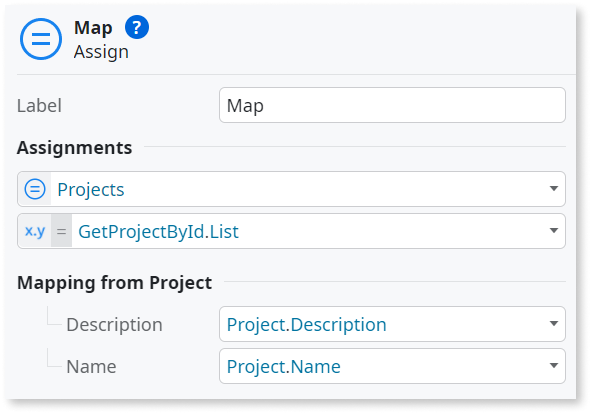 Map ?
Assign
Label Map
Assignments
Projects
x.y = GetProjectById.List
Mapping from Project
Description Project.Description
Name Project.Name